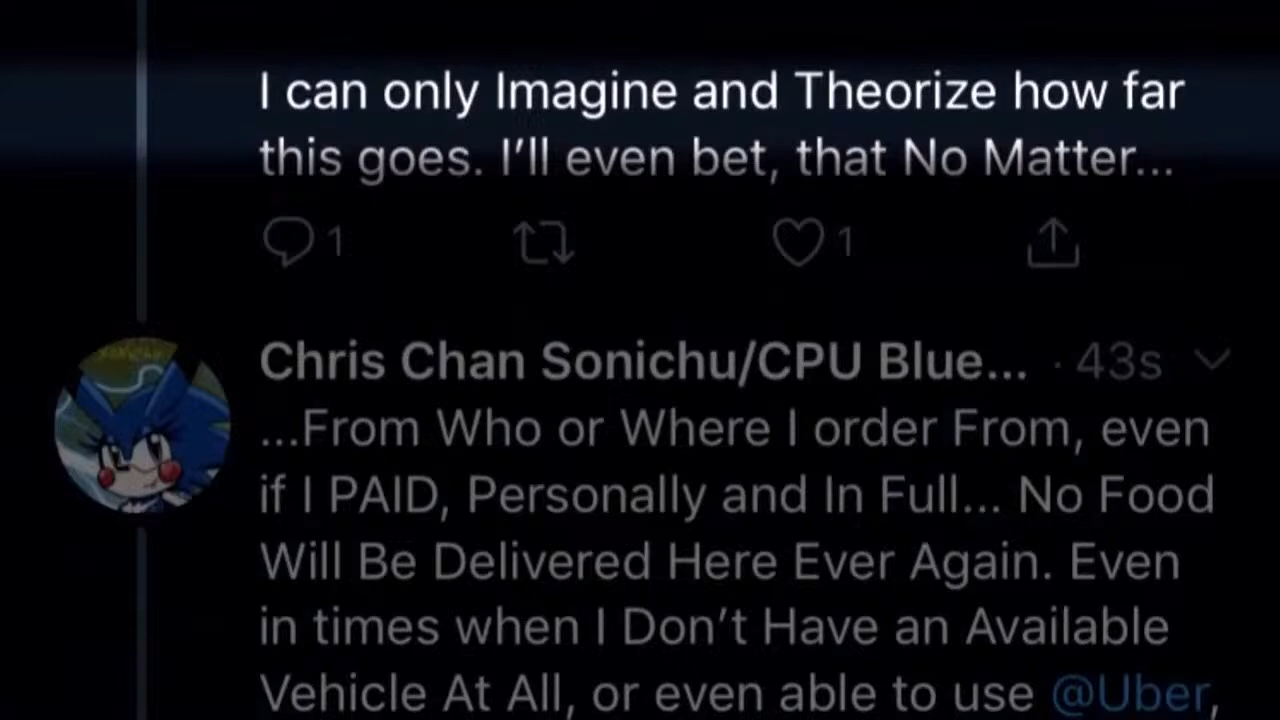 I can only Imagine and Theorize how far
this goes. I'll even bet, that No Matter...
1
1
Chris Chan Sonichu/CPU Blue... · 43s
...From Who or Where I order From, even
if I PAID, Personally and In Full... No Food
Will Be Delivered Here Ever Again. Even
in times when I Don't Have an Available
Vehicle At All, or even able to use @Uber,